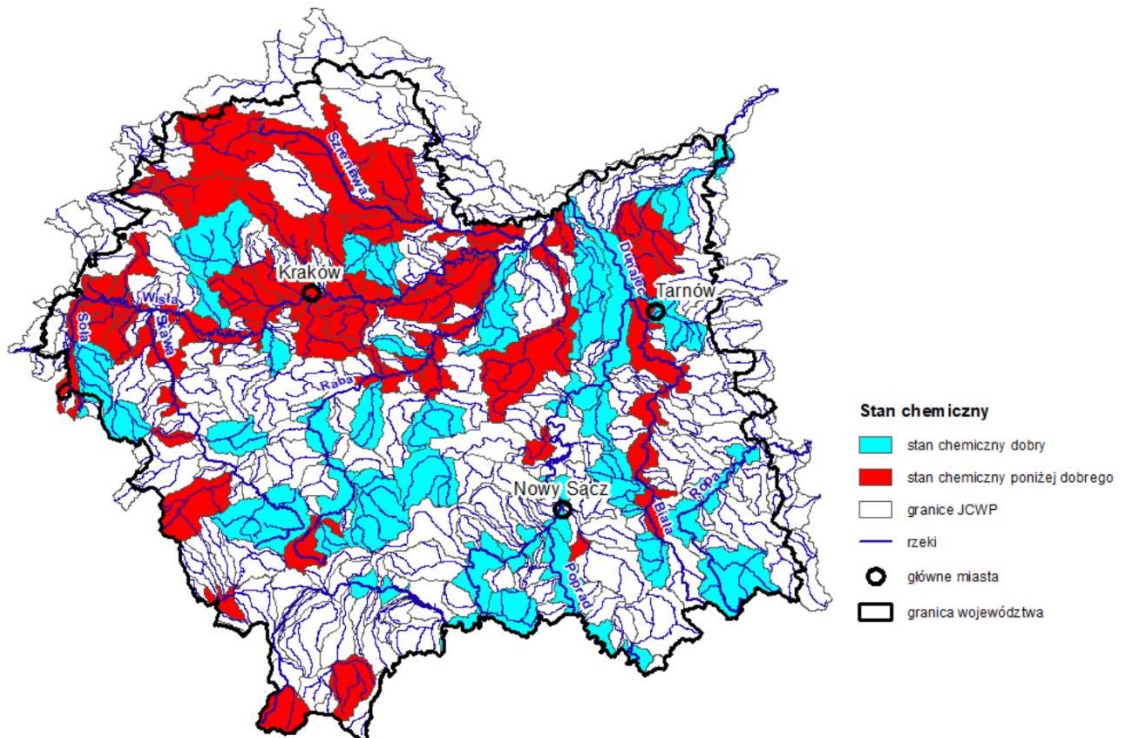 Szreniawa
Kraków
Wisła
Skawa
Soła
Raba
Dunajec
Tarnów
Nowy Sącz
Ropa
Biała
Poprad
Stan chemiczny
stan chemiczny dobry
stan chemiczny poniżej dobrego
granice JCWP
rzeki
główne miasta
granica województwa